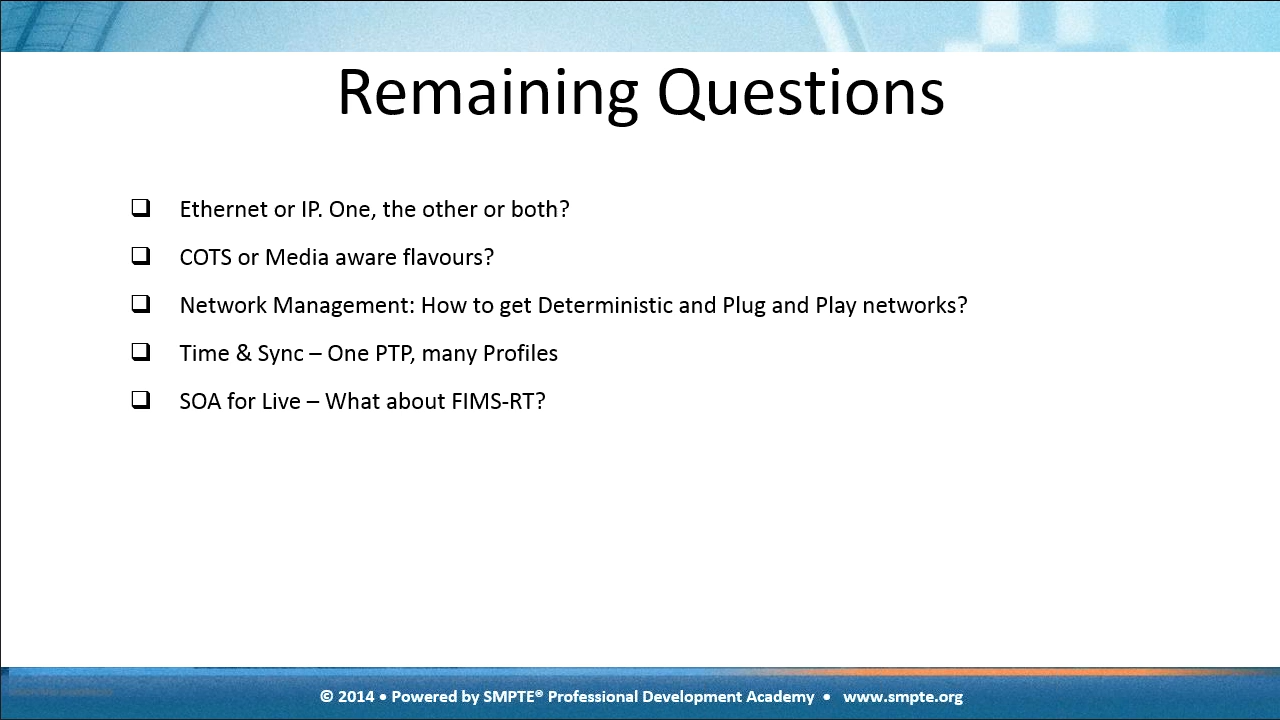 Remaining Questions
❑ Ethernet or IP. One, the other or both?
❑ COTS or Media aware flavours?
❑ Network Management: How to get Deterministic and Plug and Play networks?
❑ Time & Sync – One PTP, many Profiles
❑ SOA for Live – What about FIMS-RT?
© 2014 • Powered by SMPTE® Professional Development Academy • www.smpte.org